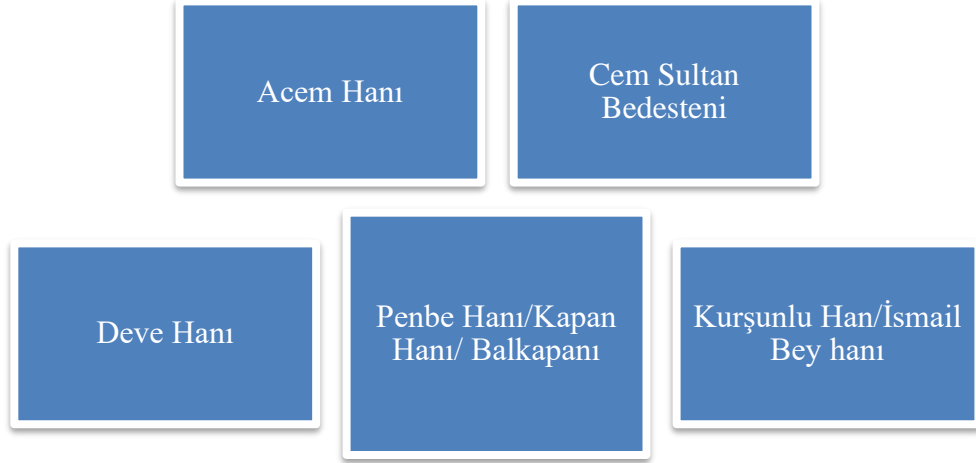 Acem Hanı
Cem Sultan
Bedesteni
Deve Hanı
Penbe Hanı/Kapan
Hanı/ Balkapanı
Kurşunlu Han/İsmail
Bey hanı